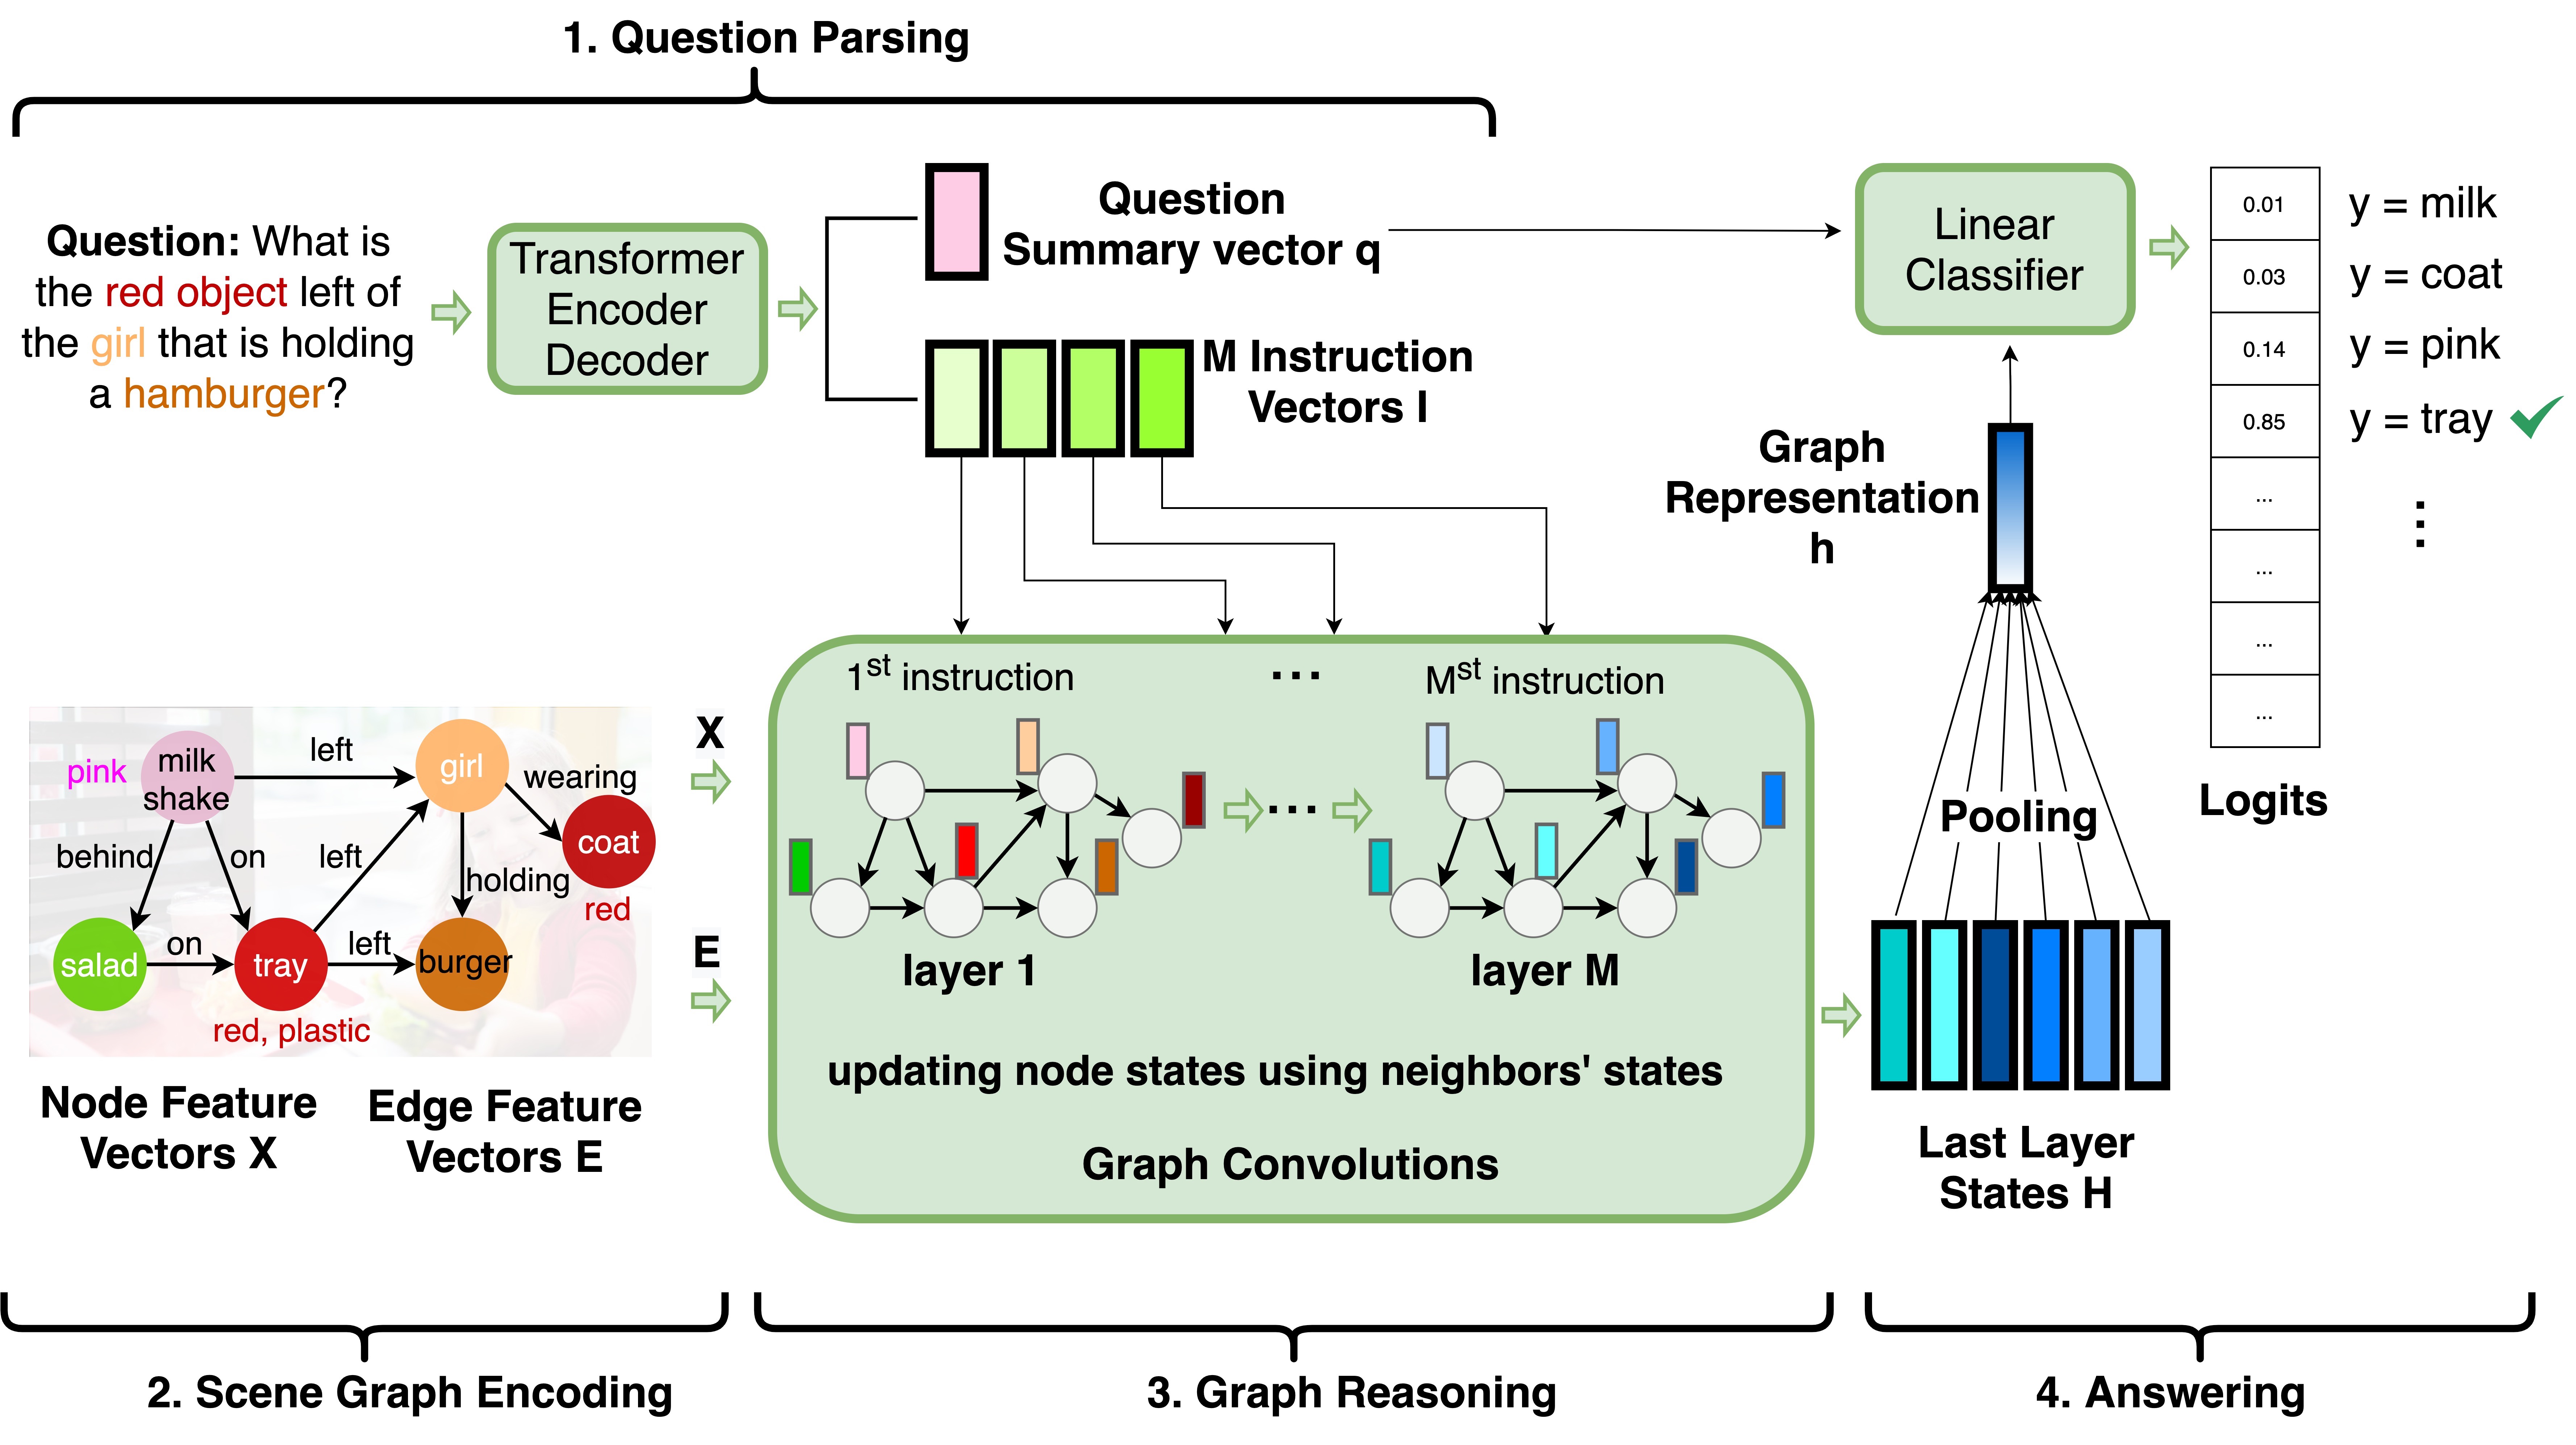 1. Question Parsing
Question: What is
the red object left of
the girl that is holding
a hamburger?
Transformer
Encoder
Decoder
Question
Summary vector q
M Instruction
Vectors I
Linear
Classifier
0.01
y = milk
0.03
y = coat
0.14
y = pink
0.85
y = tray
...
...
...
...
⋮
Logits
Graph
Representation
h
Pooling
Last Layer
States H
pink
milk
shake
left
girl
wearing
coat
red
behind
on
left
holding
salad
on
tray
left
burger
red, plastic
Node Feature
Vectors X
Edge Feature
Vectors E
X
E
1st instruction
...
Mst instruction
...
layer 1
layer M
updating node states using neighbors' states
Graph Convolutions
2. Scene Graph Encoding
3. Graph Reasoning
4. Answering